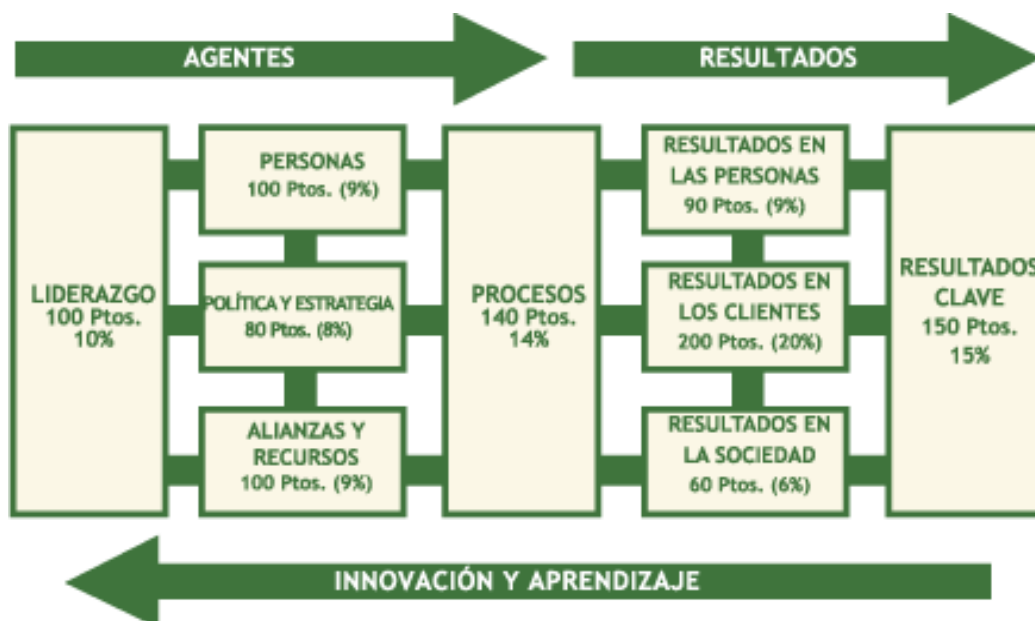 AGENTES
RESULTADOS
LIDERAZGO
100 Ptos.
10%
PERSONAS
100 Ptos. (9%)
POLÍTICA Y ESTRATEGIA
80 Ptos. (8%)
ALIANZAS Y
RECURSOS
100 Ptos. (9%)
PROCESOS
140 Ptos.
14%
RESULTADOS EN
LAS PERSONAS
90 Ptos. (9%)
RESULTADOS EN
LOS CLIENTES
200 Ptos. (20%)
RESULTADOS EN
LA SOCIEDAD
60 Ptos. (6%)
RESULTADOS
CLAVE
150 Ptos.
15%
INNOVACIÓN Y APRENDIZAJE